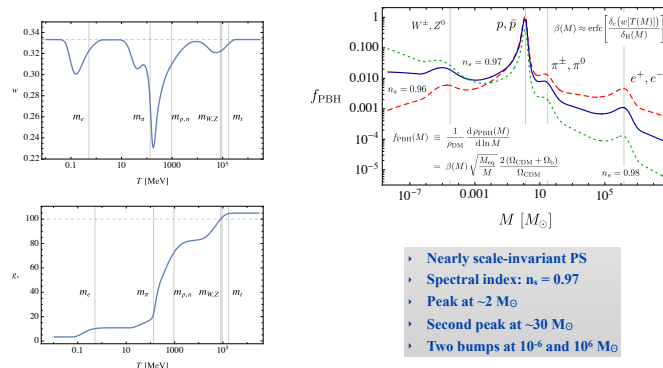 0.34
0.32
0.30
0.28
0.26
0.24
0.22
w
m_e
m_π
m_{p,n}
m_{W,Z}
m_t
0.1
10
1000
10^5
T [MeV]
100
80
60
40
20
0
g_*
m_e
m_π
m_{p,n}
m_{W,Z}
m_t
0.1
10
1000
10^5
T [MeV]
1
0.100
0.010
0.001
10^{-4}
10^{-5}
f_PBH
W^±, Z^0
p, p̄
β(M) ≈ erfc[δ_c(w[T(M)])/δ_H(M)]
n_s = 0.97
π^±, π^0
e^+, e^-
n_s = 0.96
f_PBH(M) ≡ 1/ρ_DM dρ_PBH(M)/d ln M
= β(M) √(M_eq/M) 2(Ω_CDM + Ω_b)/Ω_CDM
n_s = 0.98
10^{-7}
0.001
10
10^5
M [M_⊙]
‣ Nearly scale-invariant PS
‣ Spectral index: n_s = 0.97
‣ Peak at ~2 M⊙
‣ Second peak at ~30 M⊙
‣ Two bumps at 10^-6 and 10^6 M⊙